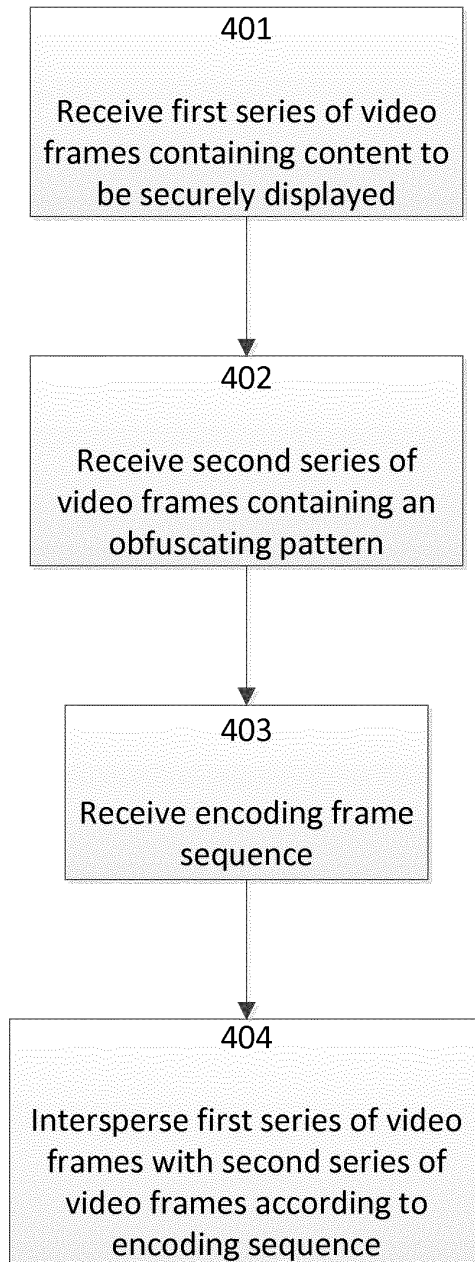 401
Receive first series of video
frames containing content to
be securely displayed
402
Receive second series of
video frames containing an
obfuscating pattern
403
Receive encoding frame
sequence
404
Intersperse first series of video
frames with second series of
video frames according to
encoding sequence